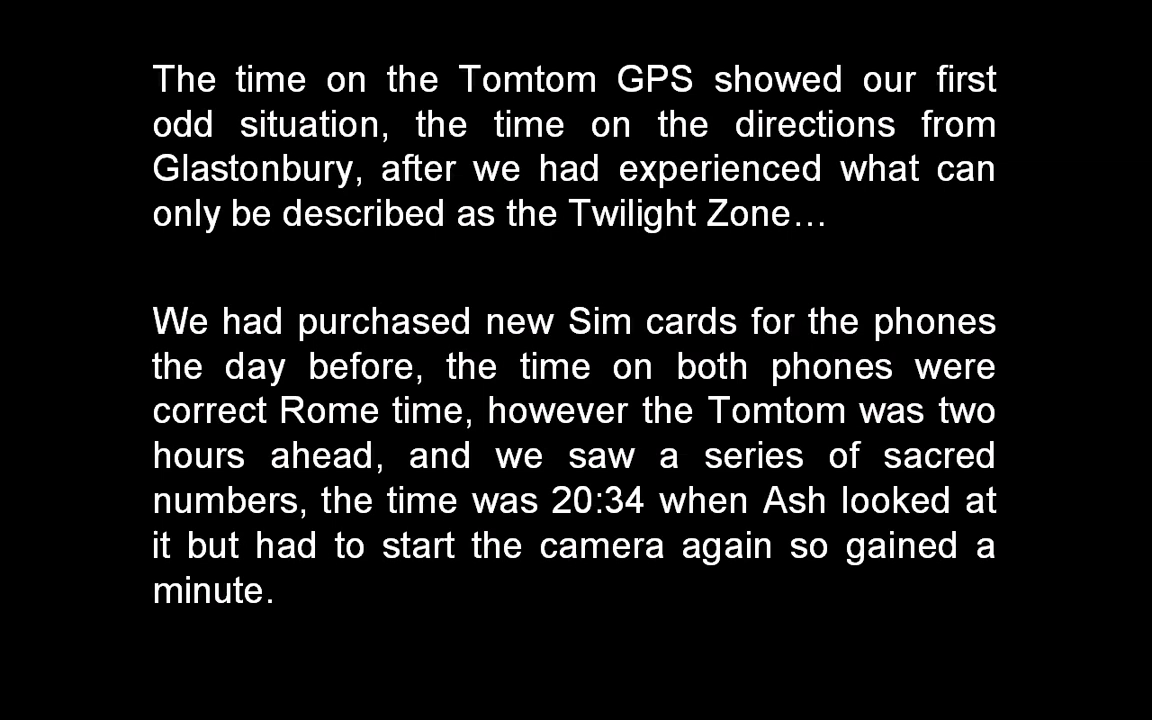 The time on the Tomtom GPS showed our first
odd situation, the time on the directions from
Glastonbury, after we had experienced what can
only be described as the Twilight Zone…
We had purchased new Sim cards for the phones
the day before, the time on both phones were
correct Rome time, however the Tomtom was two
hours ahead, and we saw a series of sacred
numbers, the time was 20:34 when Ash looked at
it but had to start the camera again so gained a
minute.